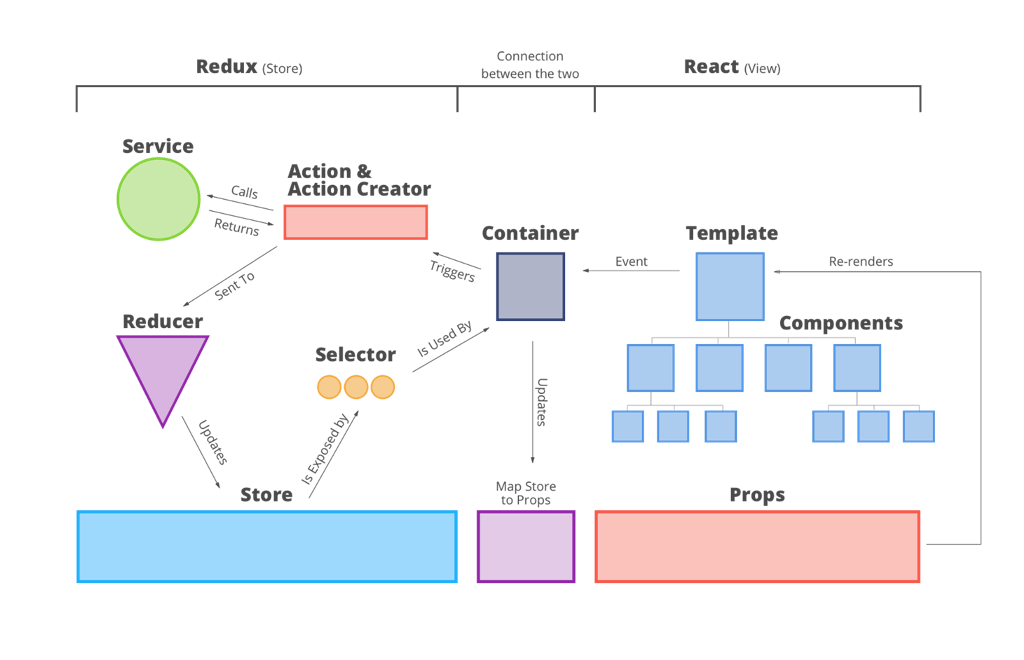 Redux (Store)
Connection
between the two
React (View)
Service
Action &
Action Creator
Calls
Returns
Container
Template
Triggers
Event
Re-renders
Sent To
Reducer
Components
Selector
Is Used By
Updates
Updates
Is Exposed by
Store
Map Store
to Props
Props